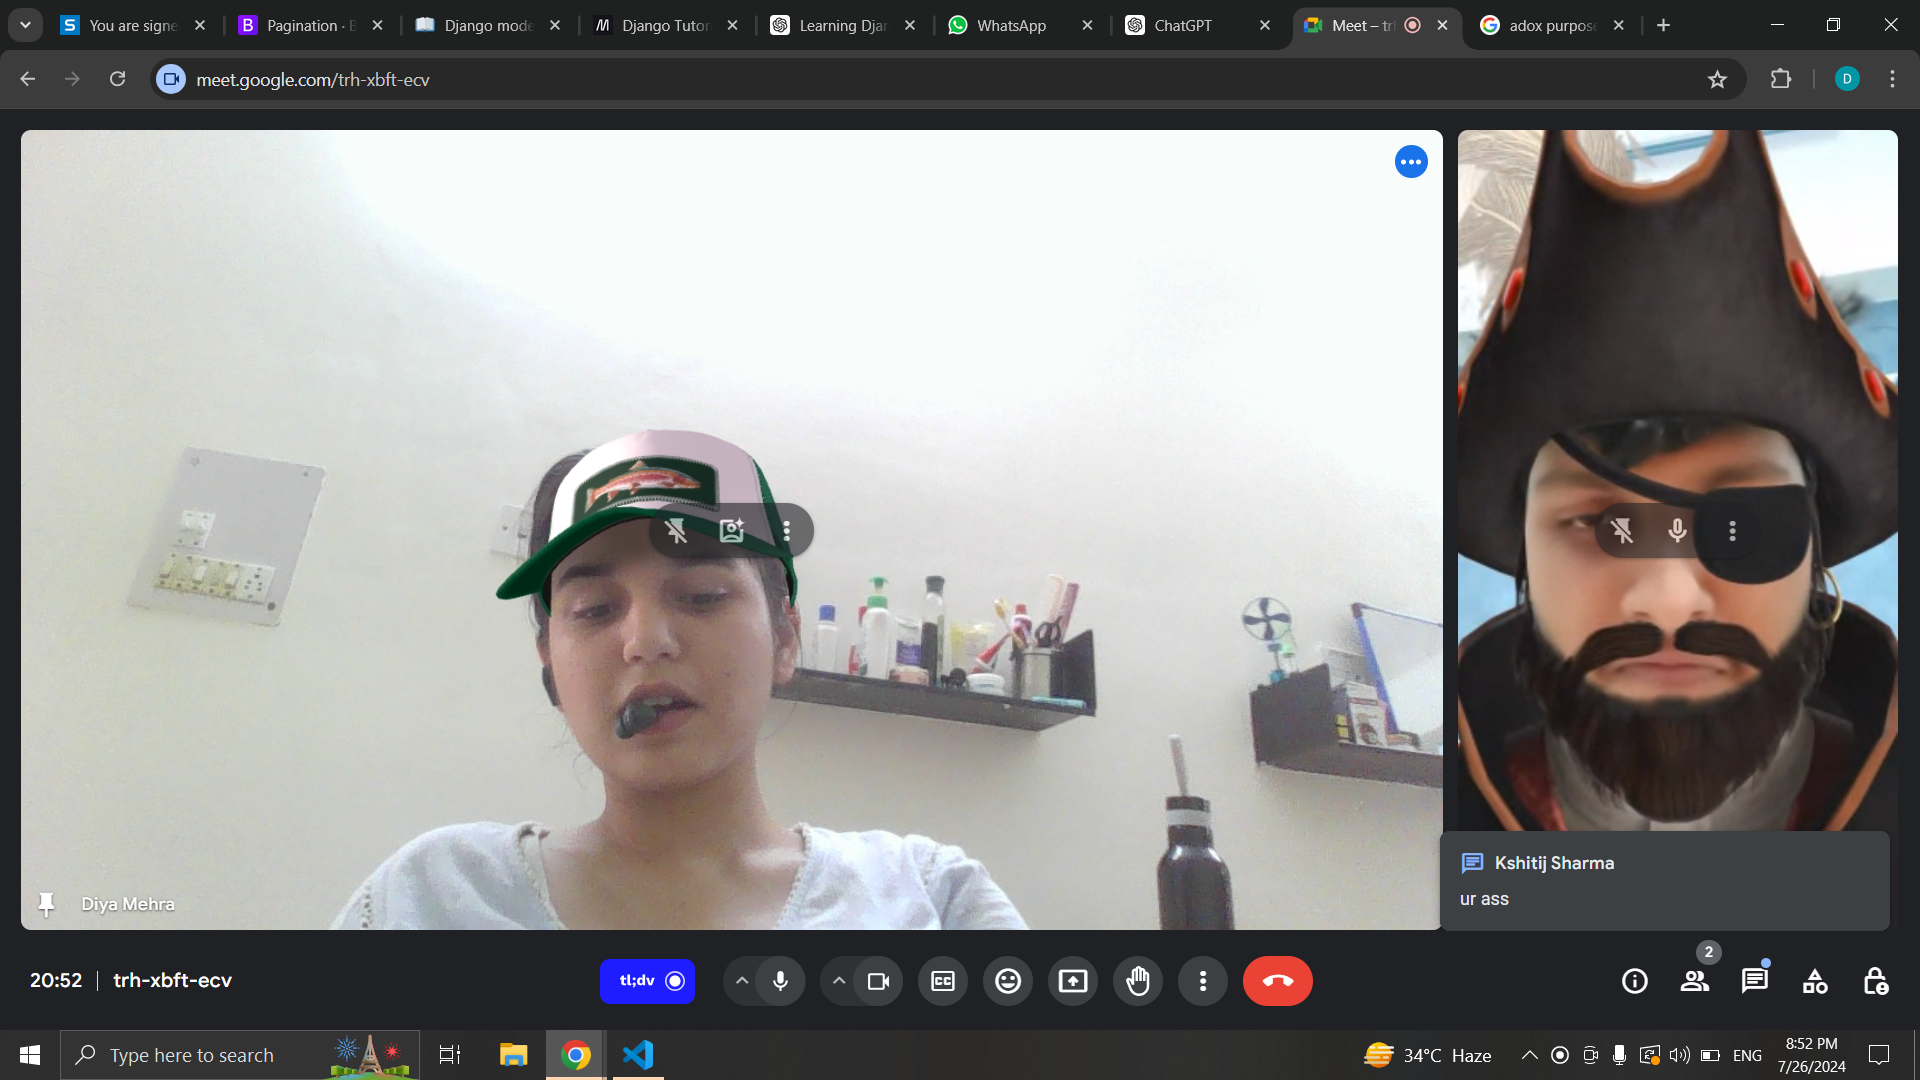 You are signe
Pagination · B
Django mode
Django Tutor
Learning Djan
WhatsApp
ChatGPT
Meet – tr
adox purpose
meet.google.com/trh-xbft-ecv
D
Diya Mehra
Kshitij Sharma
ur ass
20:52 | trh-xbft-ecv
tl;dv
CC
2
Type here to search
34°C Haze
ENG
8:52 PM
7/26/2024